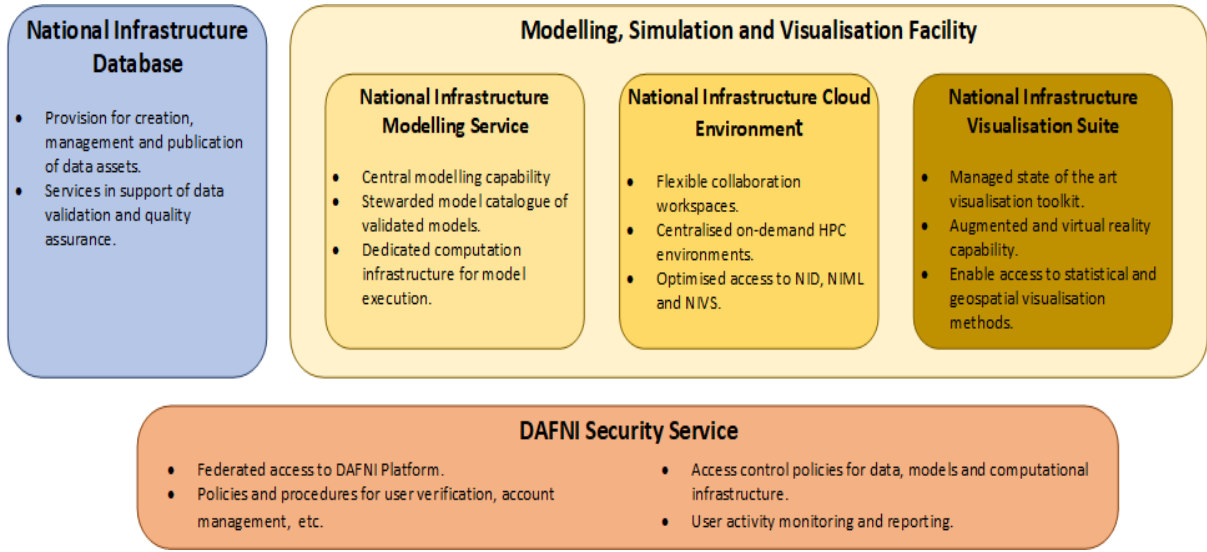 National Infrastructure
Database
• Provision for creation,
management and publication
of data assets.
• Services in support of data
validation and quality
assurance.
Modelling, Simulation and Visualisation Facility
National Infrastructure
Modelling Service
• Central modelling capability
• Stewarded model catalogue of
validated models.
• Dedicated computation
infrastructure for model
execution.
National Infrastructure Cloud
Environment
• Flexible collaboration
workspaces.
• Centralised on-demand HPC
environments.
• Optimised access to NID, NIML
and NIVS.
National Infrastructure
Visualisation Suite
• Managed state of the art
visualisation toolkit.
• Augmented and virtual reality
capability.
• Enable access to statistical and
geospatial visualisation
methods.
DAFNI Security Service
• Federated access to DAFNI Platform.
• Policies and procedures for user verification, account
management, etc.
• Access control policies for data, models and computational
infrastructure.
• User activity monitoring and reporting.